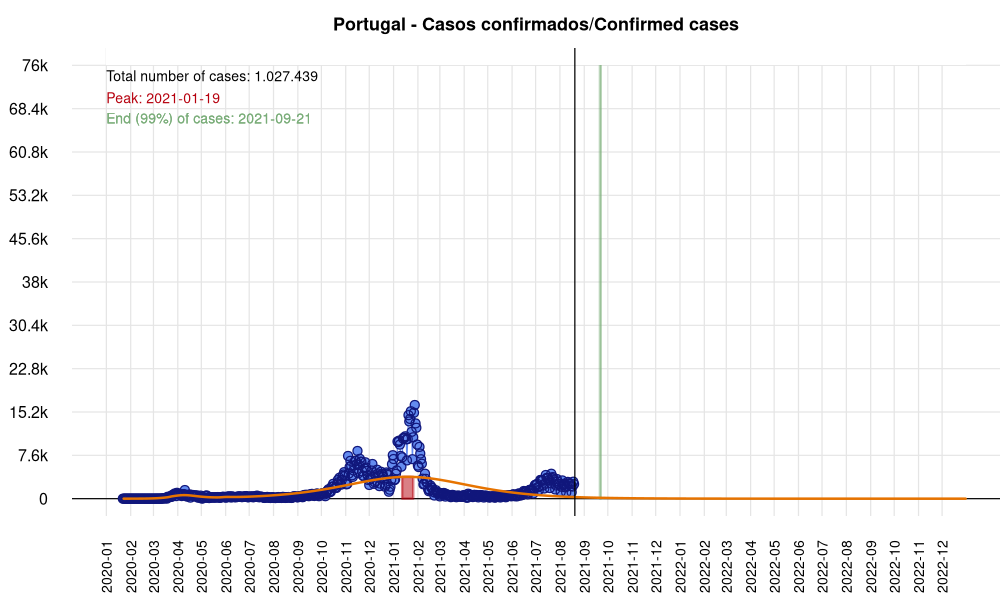 Portugal - Casos confirmados/Confirmed cases
Total number of cases: 1.027.439
Peak: 2021-01-19
End (99%) of cases: 2021-09-21
76k
68.4k
60.8k
53.2k
45.6k
38k
30.4k
22.8k
15.2k
7.6k
0
2020-01
2020-02
2020-03
2020-04
2020-05
2020-06
2020-07
2020-08
2020-09
2020-10
2020-11
2020-12
2021-01
2021-02
2021-03
2021-04
2021-05
2021-06
2021-07
2021-08
2021-09
2021-10
2021-11
2021-12
2022-01
2022-02
2022-03
2022-04
2022-05
2022-06
2022-07
2022-08
2022-09
2022-10
2022-11
2022-12